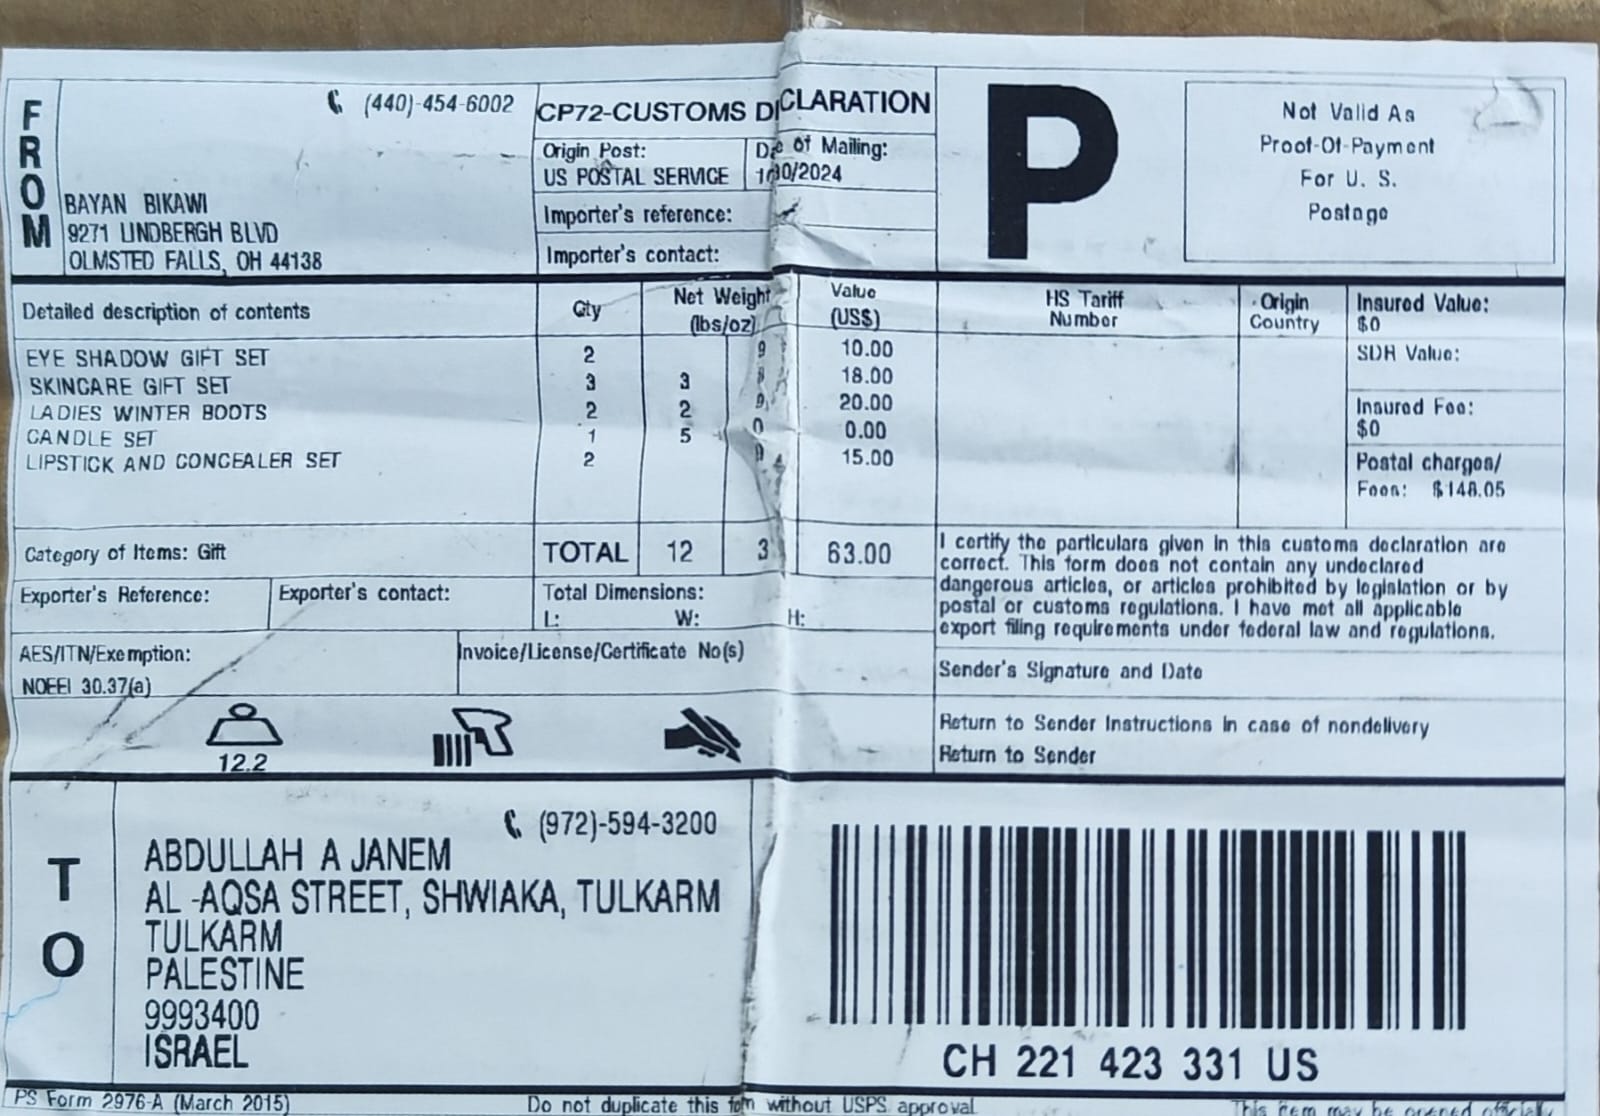 FROM
(440)-454-6002
BAYAN BIKAWI
9271 LINDBERGH BLVD
OLMSTED FALLS, OH 44138
CP72-CUSTOMS DECLARATION
Origin Post:
US POSTAL SERVICE
Date of Mailing:
Importer's reference:
Importer's contact:
P
Not Valid As
Proof-Of-Payment
For U. S.
Postage
Detailed description of contents Qty Net Weight (lbs/oz) Value (US$) HS Tariff Number Origin Country
EYE SHADOW GIFT SET 2 9 10.00
SKINCARE GIFT SET 3 3 18.00
LADIES WINTER BOOTS 2 2 9 20.00
CANDLE SET 1 5 0 0.00
LIPSTICK AND CONCEALER SET 2 15.00
Insured Value:
$0
SDR Value:
Insured Fee:
$0
Postal charges/
Fees: $148.05
Category of Items: Gift TOTAL 12 3 63.00
Exporter's Reference: Exporter's contact: Total Dimensions:
L: W: H:
AES/ITN/Exemption: Invoice/License/Certificate No(s)
NOEEI 30.37(a)
12.2
I certify the particulars given in this customs declaration are
correct. This form does not contain any undeclared
dangerous articles, or articles prohibited by legislation or by
postal or customs regulations. I have met all applicable
export filing requirements under federal law and regulations.
Sender's Signature and Date
Return to Sender Instructions in case of nondelivery
Return to Sender
TO
(972)-594-3200
ABDULLAH A JANEM
AL -AQSA STREET, SHWIAKA, TULKARM
TULKARM
PALESTINE
9993400
ISRAEL
CH 221 423 331 US
PS Form 2976-A (March 2015)
Do not duplicate this form without USPS approval
This item may be opened officially